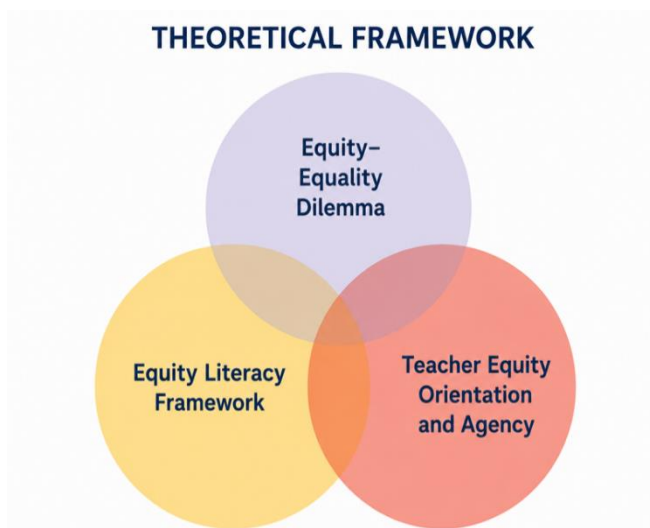 THEORETICAL FRAMEWORK
Equity–
Equality
Dilemma
Equity Literacy
Framework
Teacher Equity
Orientation
and Agency